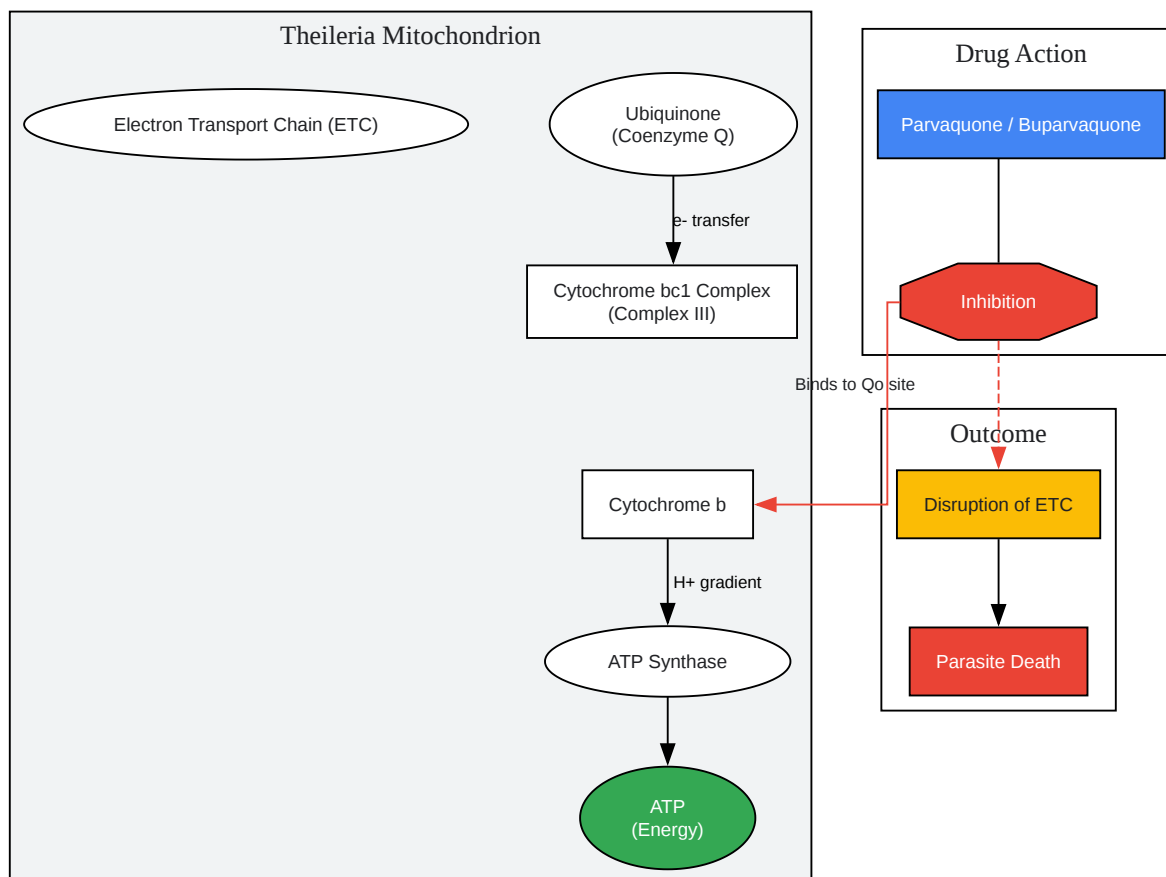 Theileria Mitochondrion
Electron Transport Chain (ETC)
Ubiquinone
(Coenzyme Q)
e- transfer
Cytochrome bc1 Complex
(Complex III)
Cytochrome b
H+ gradient
ATP Synthase
ATP
(Energy)
Drug Action
Parvaquone / Buparvaquone
Inhibition
Binds to Qo site
Outcome
Disruption of ETC
Parasite Death